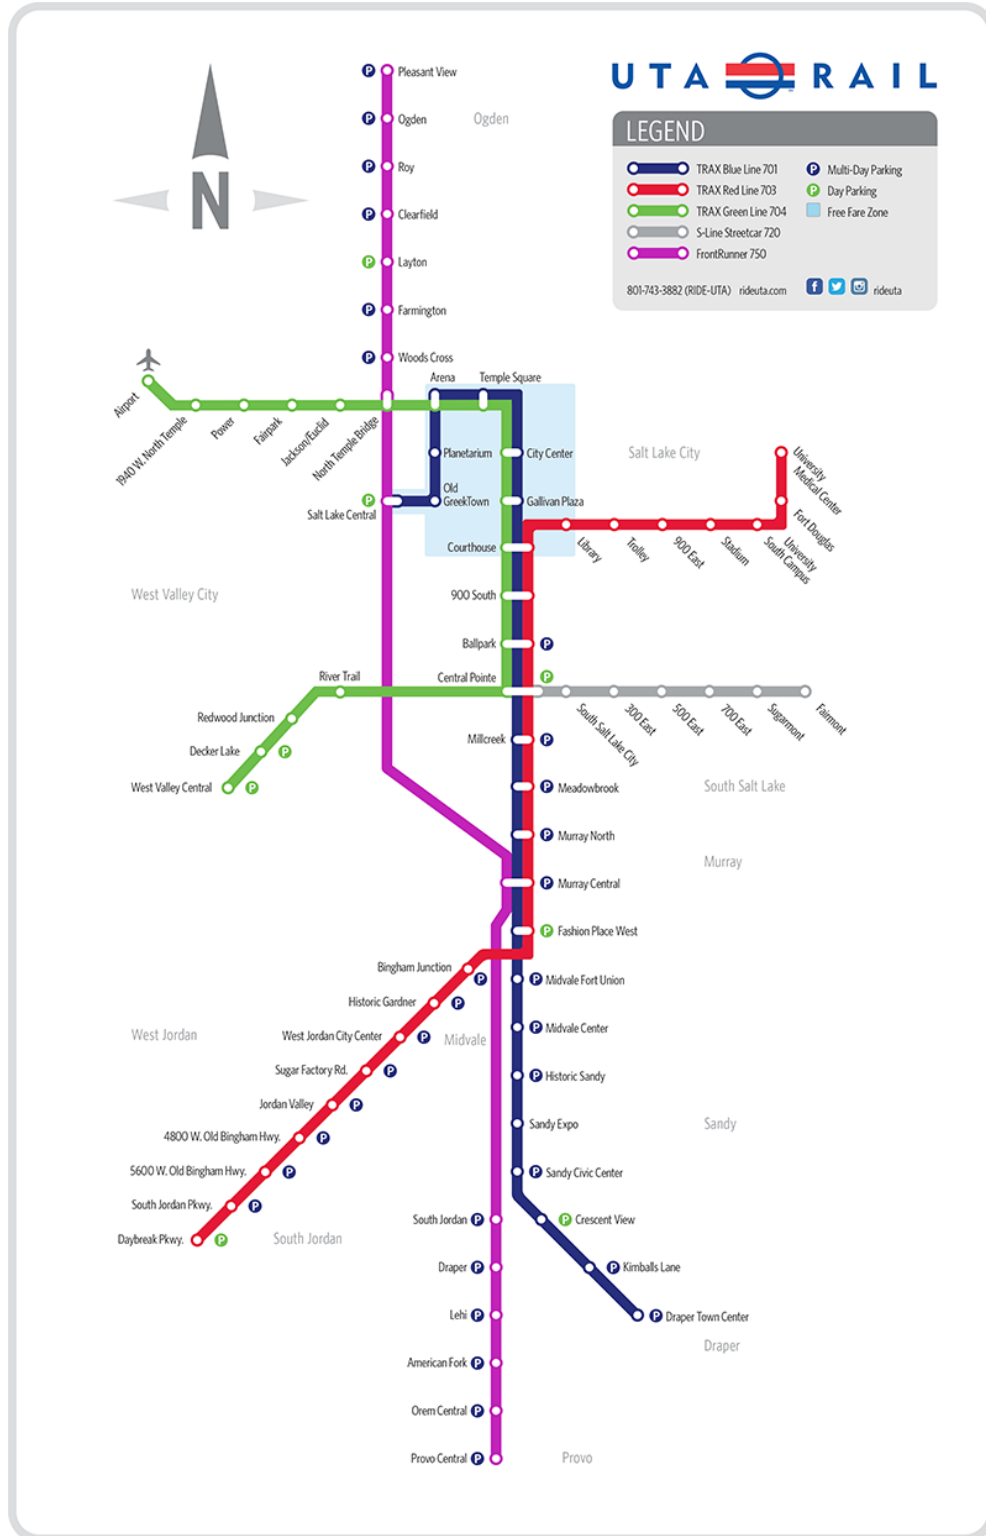 UTA RAIL
LEGEND
TRAX Blue Line 701
TRAX Red Line 703
TRAX Green Line 704
S-Line Streetcar 720
FrontRunner 750
P Multi-Day Parking
P Day Parking
Free Fare Zone
801-743-3882 (RIDE-UTA) rideuta.com
rideuta
N
P Pleasant View
P Ogden
Ogden
P Roy
P Clearfield
P Layton
P Farmington
P Woods Cross
Airport
1940 W. North Temple
Power
Fairpark
Jackson/Euclid
North Temple Bridge
Arena
Temple Square
Planetarium
City Center
Old
GreekTown
Gallivan Plaza
P
Salt Lake Central
Courthouse
Salt Lake City
University
Medical Center
Fort Douglas
University
South Campus
Stadium
900 East
Trolley
Library
West Valley City
900 South
Ballpark P
Central Pointe P
River Trail
Redwood Junction
Decker Lake P
West Valley Central P
South Salt Lake City
300 East
500 East
700 East
Sugarmont
Fairmont
Millcreek P
P Meadowbrook
South Salt Lake
P Murray North
Murray
P Murray Central
P Fashion Place West
Bingham Junction P
Historic Gardner P
West Jordan City Center P
West Jordan
Midvale
Sugar Factory Rd. P
Jordan Valley P
4800 W. Old Bingham Hwy. P
5600 W. Old Bingham Hwy. P
South Jordan Pkwy. P
Daybreak Pkwy. P
South Jordan
P Midvale Fort Union
P Midvale Center
P Historic Sandy
Sandy Expo
Sandy
P Sandy Civic Center
P Crescent View
P Kimballs Lane
P Draper Town Center
Draper
South Jordan P
Draper P
Lehi P
American Fork P
Orem Central P
Provo Central P
Provo